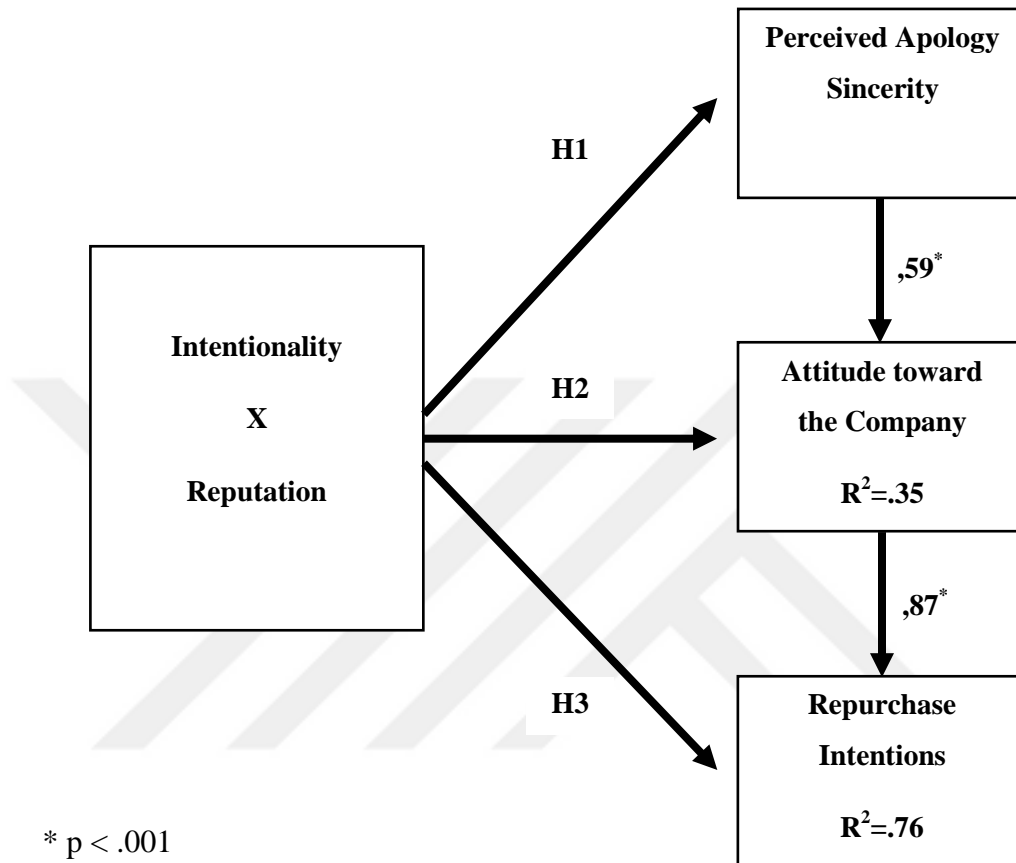 Perceived Apology
Sincerity
H1
,59*
Intentionality
X
Reputation
H2
Attitude toward
the Company
R²=.35
,87*
H3
Repurchase
Intentions
R²=.76
* p < .001